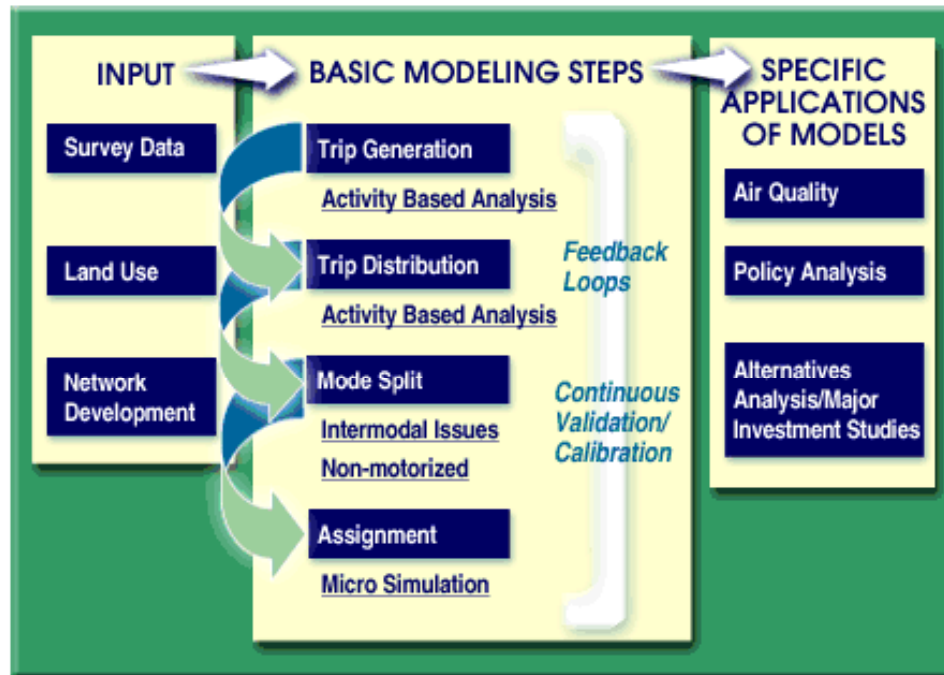 INPUT
Survey Data
Land Use
Network
Development
BASIC MODELING STEPS
Trip Generation
Activity Based Analysis
Trip Distribution
Activity Based Analysis
Mode Split
Intermodal Issues
Non-motorized
Assignment
Micro Simulation
Feedback
Loops
Continuous
Validation/
Calibration
SPECIFIC
APPLICATIONS
OF MODELS
Air Quality
Policy Analysis
Alternatives
Analysis/Major
Investment Studies